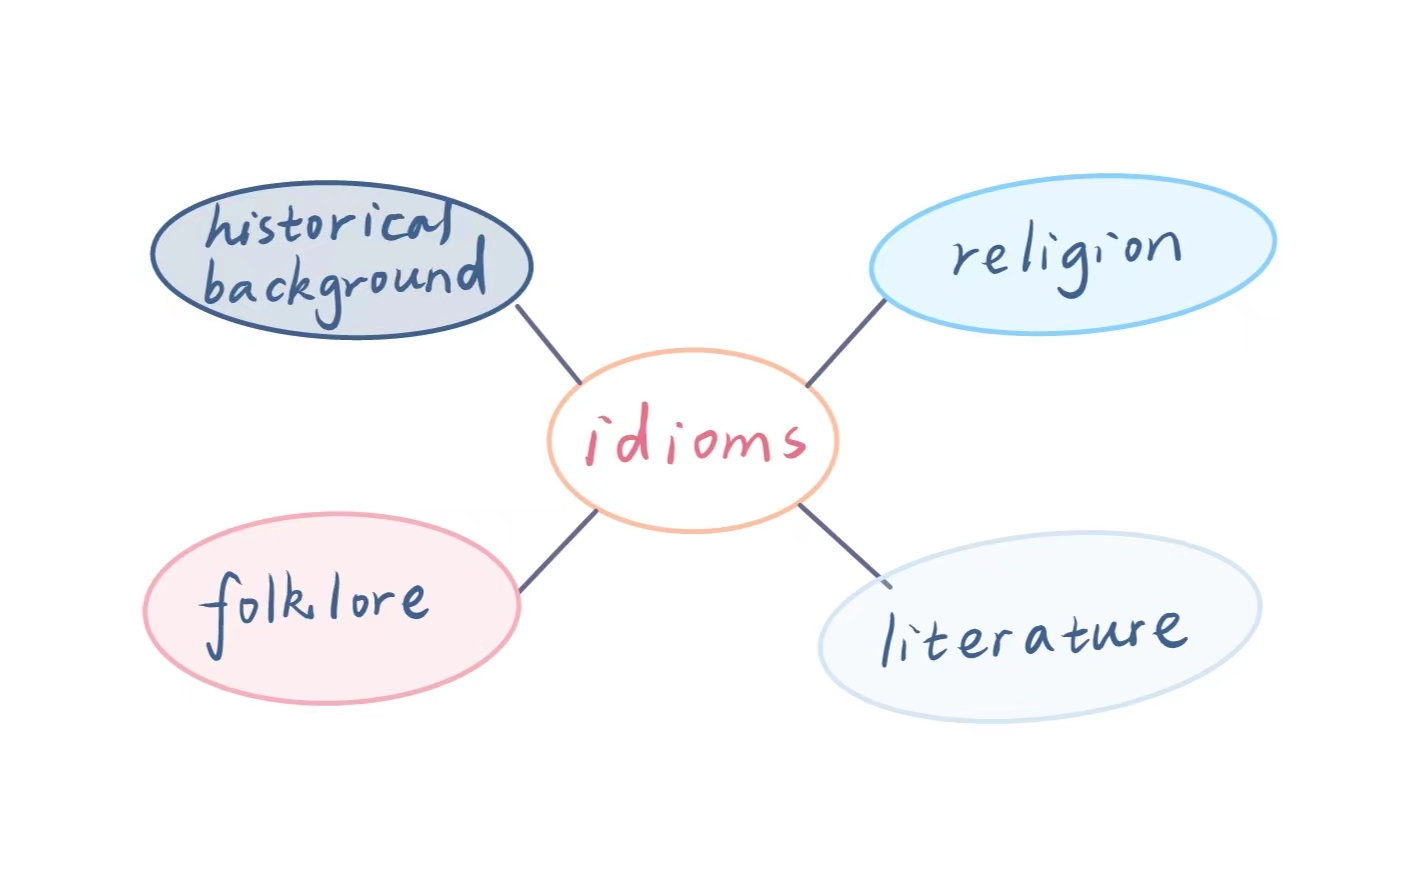 historical
background
religion
idioms
folklore
literature